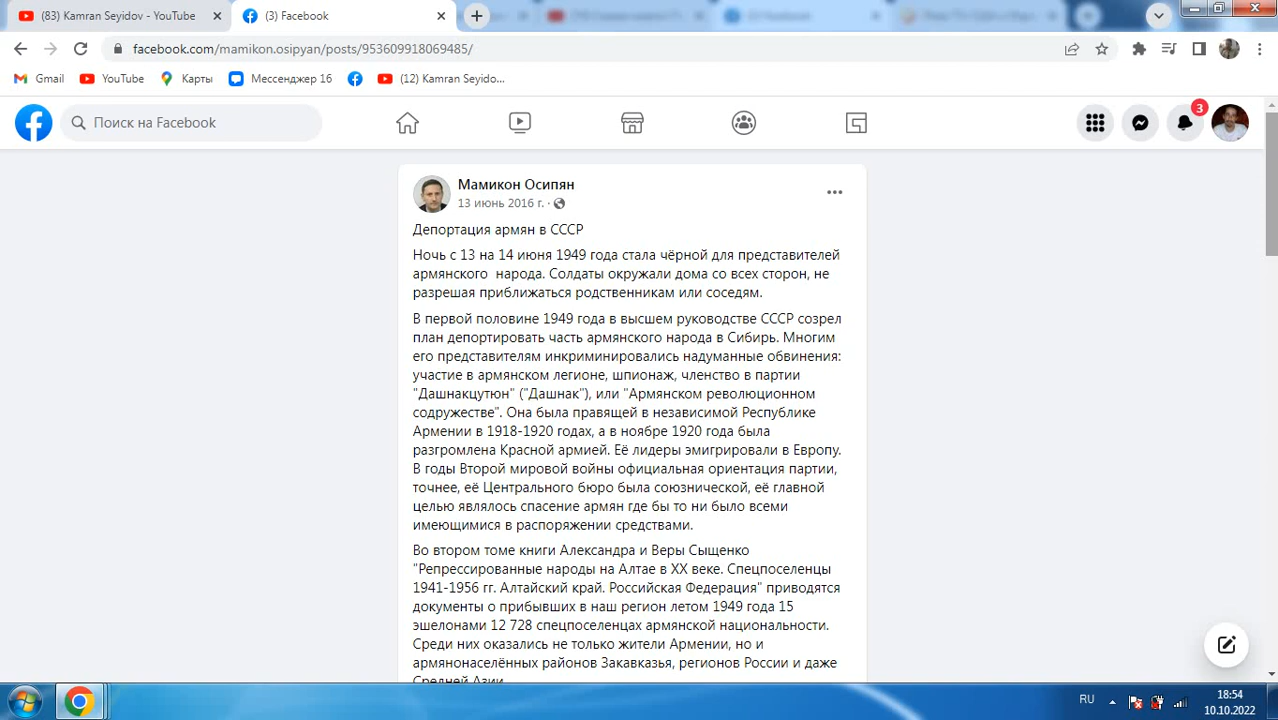 (83) Kamran Seyidov - YouTube
(3) Facebook
facebook.com/mamikon.osipyan/posts/953609918069485/
Gmail
YouTube
Карты
Мессенджер 16
(12) Kamran Seyido...
Поиск на Facebook
3
Мамикон Осипян
13 июнь 2016 г. ·
Депортация армян в СССР
Ночь с 13 на 14 июня 1949 года стала чёрной для представителей
армянского народа. Солдаты окружали дома со всех сторон, не
разрешая приближаться родственникам или соседям.
В первой половине 1949 года в высшем руководстве СССР созрел
план депортировать часть армянского народа в Сибирь. Многим
его представителям инкриминировались надуманные обвинения:
участие в армянском легионе, шпионаж, членство в партии
"Дашнакцутюн" ("Дашнак"), или "Армянском революционном
содружестве". Она была правящей в независимой Республике
Армении в 1918-1920 годах, а в ноябре 1920 года была
разгромлена Красной армией. Её лидеры эмигрировали в Европу.
В годы Второй мировой войны официальная ориентация партии,
точнее, её Центрального бюро была союзнической, её главной
целью являлось спасение армян где бы то ни было всеми
имеющимися в распоряжении средствами.
Во втором томе книги Александра и Веры Сыщенко
"Репрессированные народы на Алтае в XX веке. Спецпоселенцы
1941-1956 гг. Алтайский край. Российская Федерация" приводятся
документы о прибывших в наш регион летом 1949 года 15
эшелонами 12 728 спецпоселенцах армянской национальности.
Среди них оказались не только жители Армении, но и
армянонаселённых районов Закавказья, регионов России и даже
Средней Азии.
RU
18:54
10.10.2022